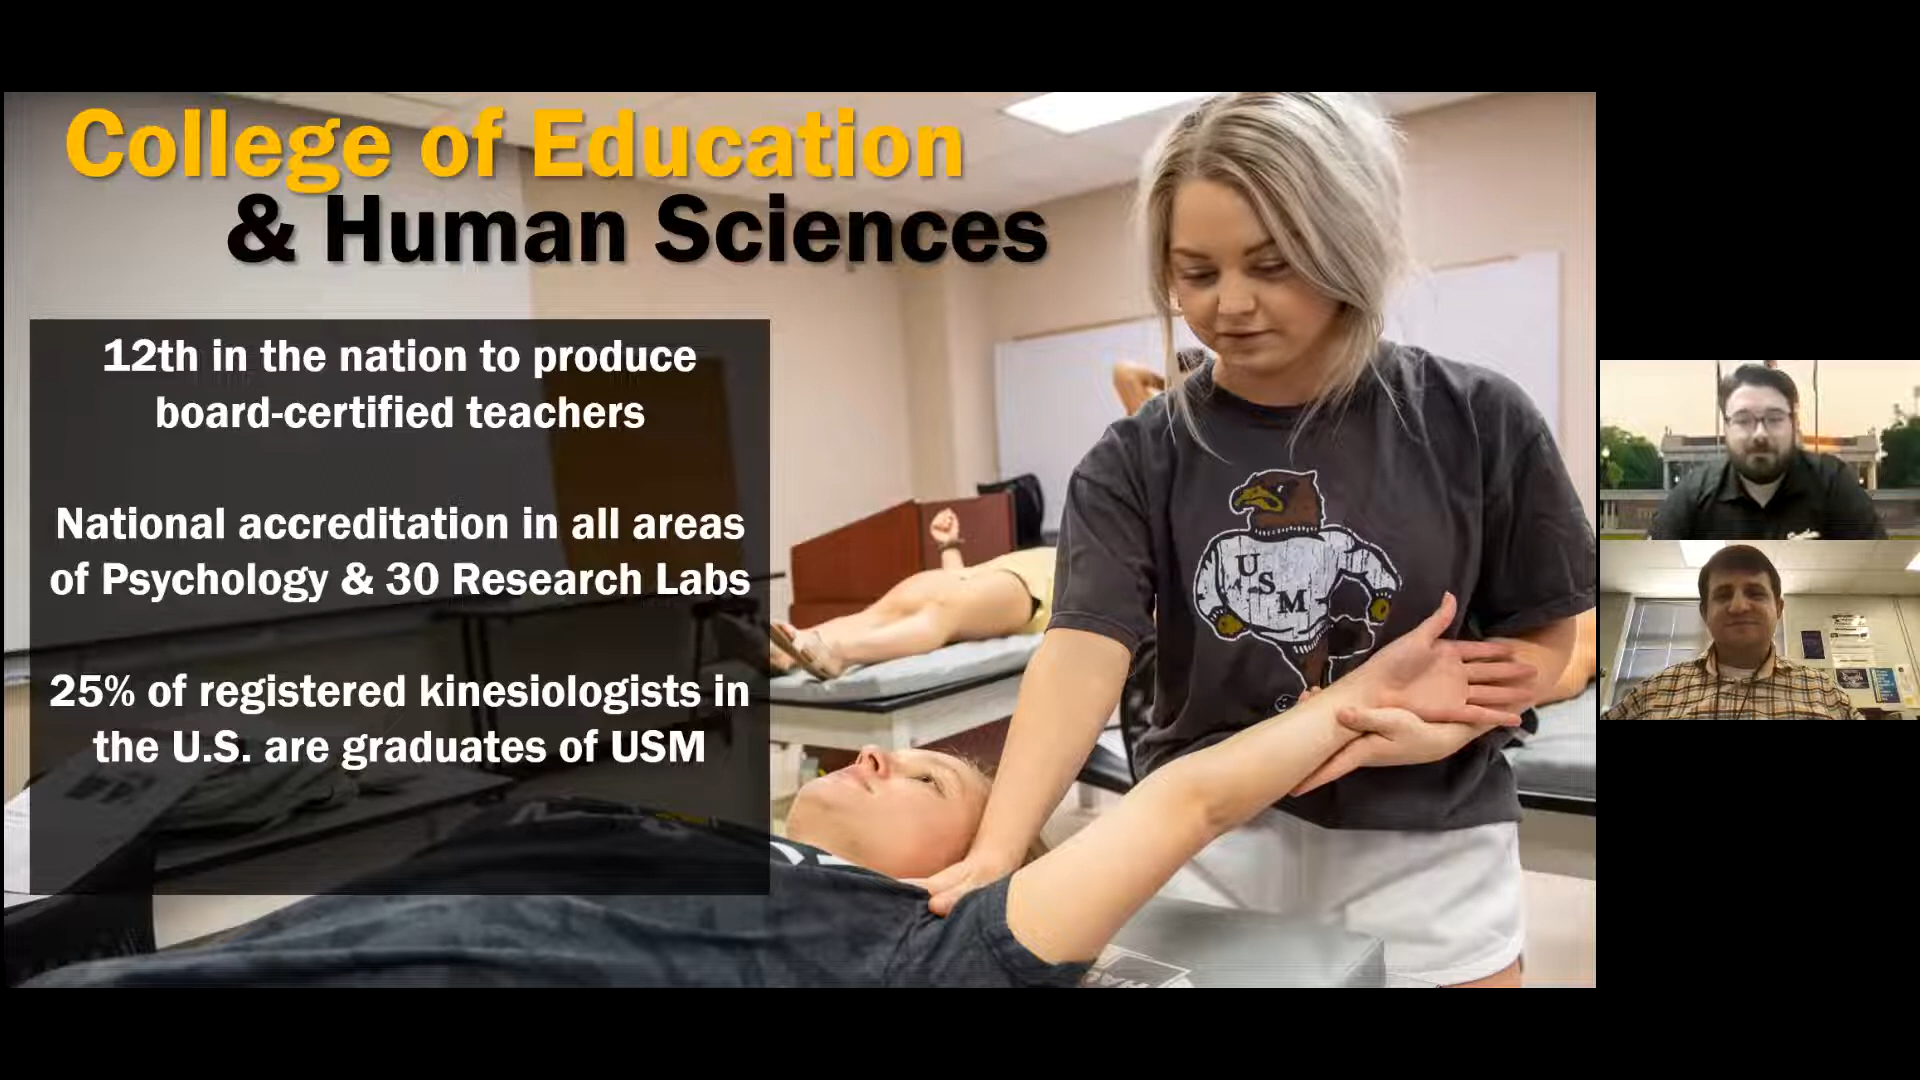 College of Education
& Human Sciences
12th in the nation to produce
board-certified teachers
National accreditation in all areas
of Psychology & 30 Research Labs
25% of registered kinesiologists in
the U.S. are graduates of USM
U
S
M